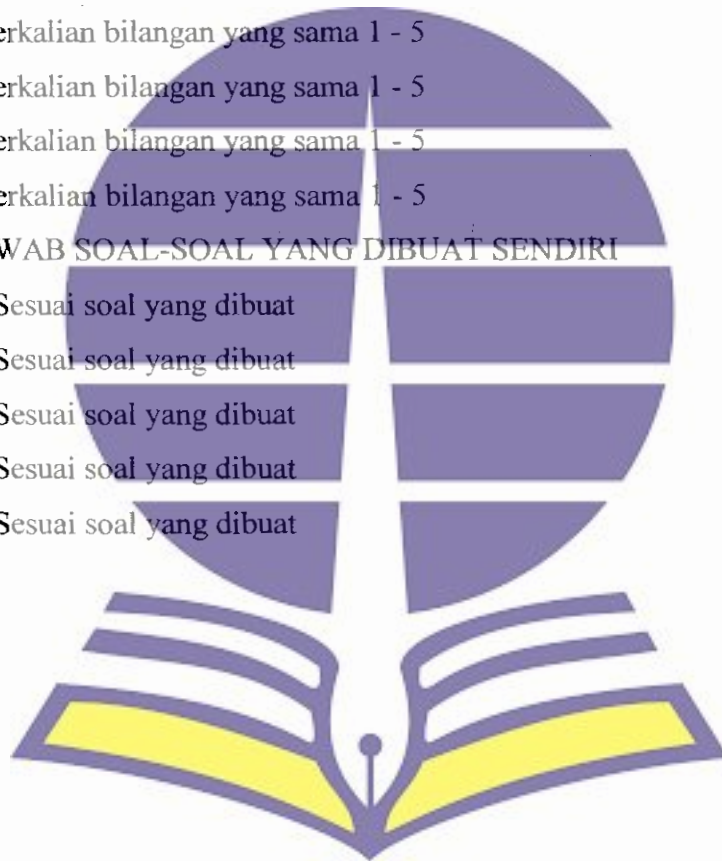 erkalian bilangan yang sama 1 - 5
erkalian bilangan yang sama 1 - 5
erkalian bilangan yang sama 1 - 5
erkalian bilangan yang sama 1 - 5
WAB SOAL-SOAL YANG DIBUAT SENDIRI
Sesuai soal yang dibuat
Sesuai soal yang dibuat
Sesuai soal yang dibuat
Sesuai soal yang dibuat
Sesuai soal yang dibuat